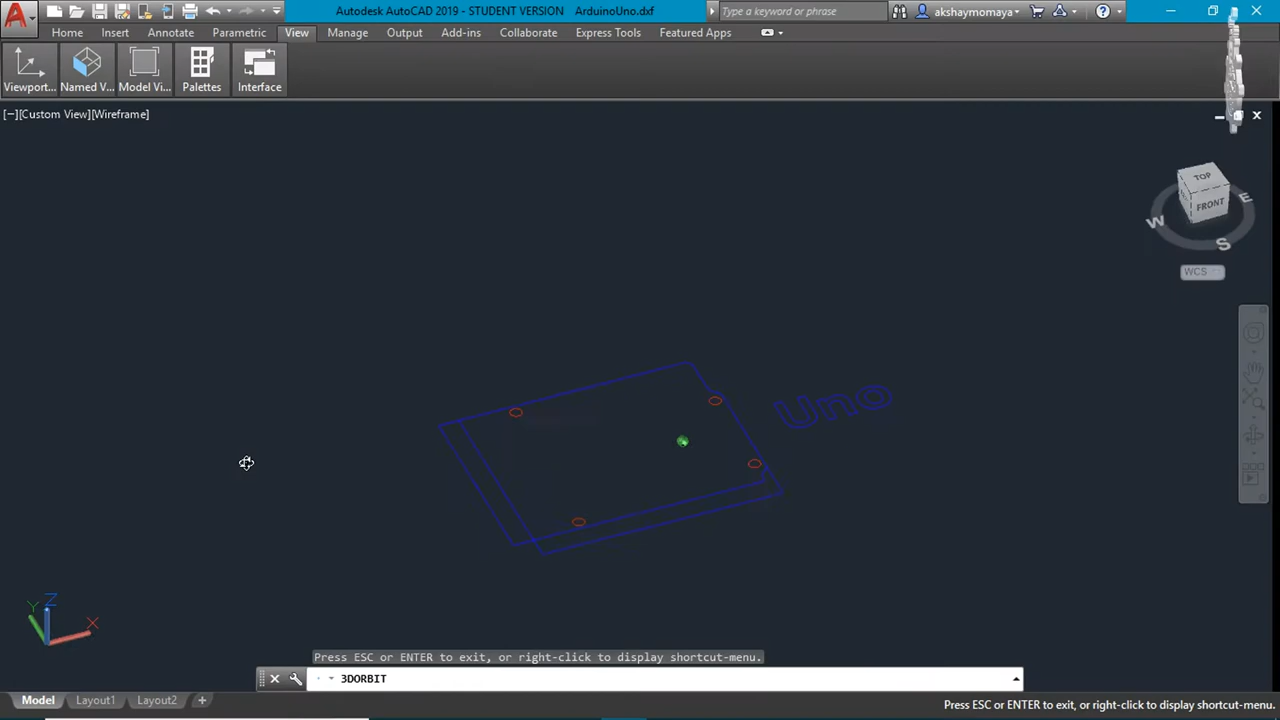 Autodesk AutoCAD 2019 - STUDENT VERSION ArduinoUno.dxf
Type a keyword or phrase
akshaymomaya
Home Insert Annotate Parametric View Manage Output Add-ins Collaborate Express Tools Featured Apps
Viewport... Named V... Model Vi... Palettes Interface
[−][Custom View][Wireframe]
TOP
FRONT
W E
S
WCS
Uno
Z
Y X
Press ESC or ENTER to exit, or right-click to display shortcut-menu.
3DORBIT
Model Layout1 Layout2 +
Press ESC or ENTER to exit, or right-click to display shortcut-menu.